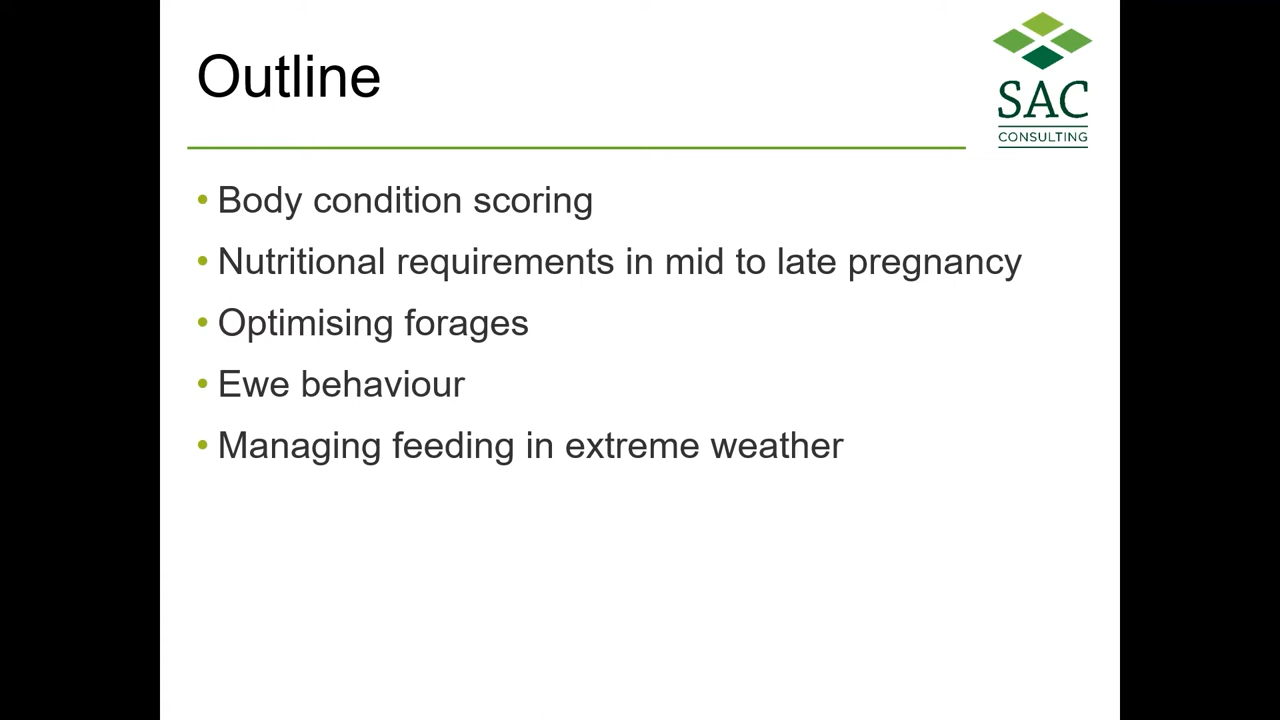 Outline
SAC
CONSULTING
• Body condition scoring
• Nutritional requirements in mid to late pregnancy
• Optimising forages
• Ewe behaviour
• Managing feeding in extreme weather